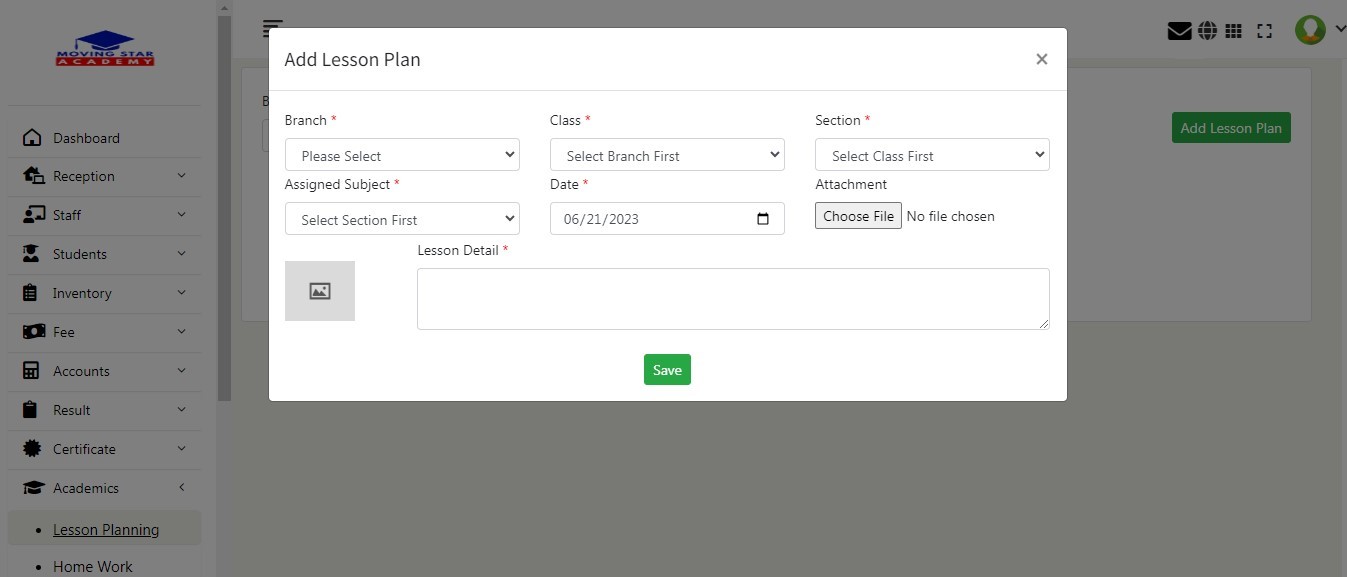 MOVING STAR
ACADEMY
Dashboard
Reception
Staff
Students
Inventory
Fee
Accounts
Result
Certificate
Academics
Lesson Planning
Home Work
Add Lesson Plan
×
Branch *
Class *
Section *
Please Select
Select Branch First
Select Class First
Assigned Subject *
Date *
Attachment
Select Section First
06/21/2023
Choose File No file chosen
Lesson Detail *
Save
B
Add Lesson Plan